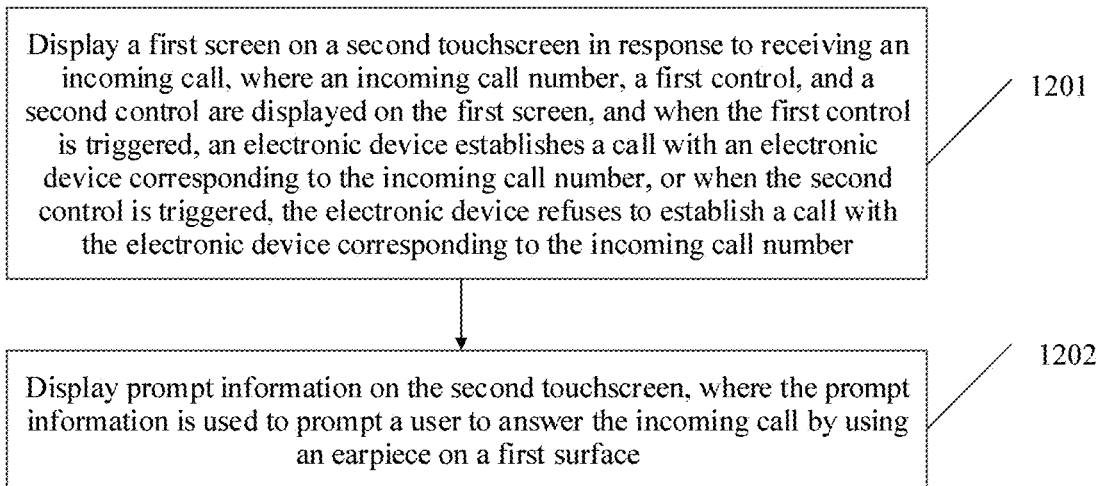 Display a first screen on a second touchscreen in response to receiving an
incoming call, where an incoming call number, a first control, and a
second control are displayed on the first screen, and when the first control
is triggered, an electronic device establishes a call with an electronic
device corresponding to the incoming call number, or when the second
control is triggered, the electronic device refuses to establish a call with
the electronic device corresponding to the incoming call number
1201
Display prompt information on the second touchscreen, where the prompt
information is used to prompt a user to answer the incoming call by using
an earpiece on a first surface
1202